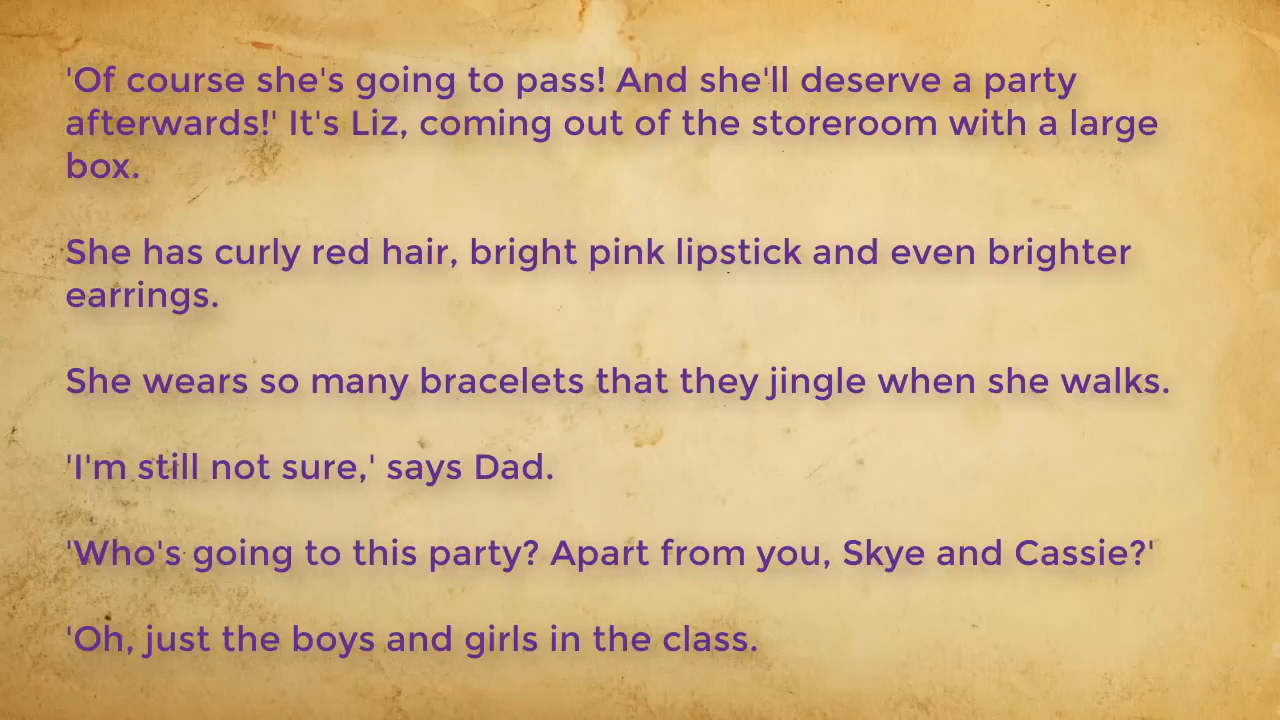 'Of course she's going to pass! And she'll deserve a party
afterwards!' It's Liz, coming out of the storeroom with a large
box.
She has curly red hair, bright pink lipstick and even brighter
earrings.
She wears so many bracelets that they jingle when she walks.
'I'm still not sure,' says Dad.
'Who's going to this party? Apart from you, Skye and Cassie?'
'Oh, just the boys and girls in the class.